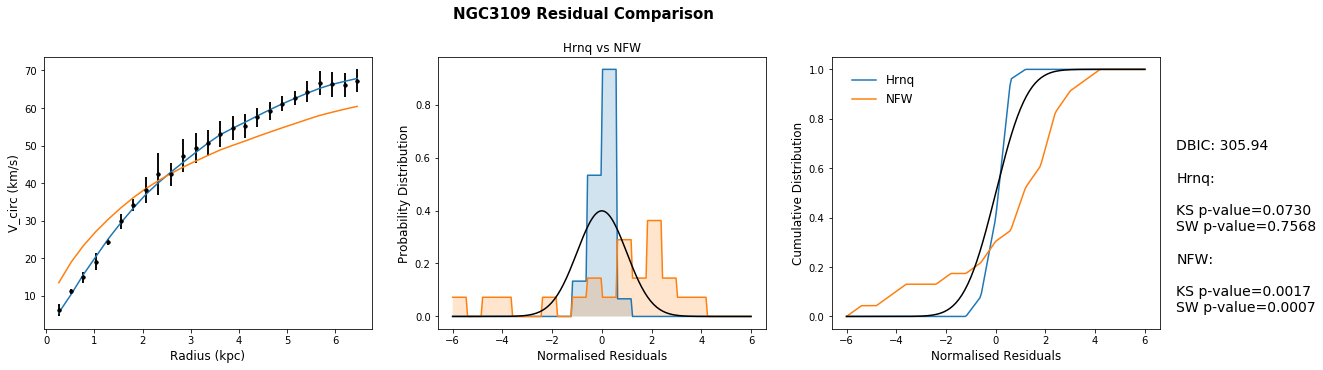 NGC3109 Residual Comparison
Hrnq vs NFW
V_circ (km/s)
70
60
50
40
30
20
10
0
1
2
3
4
5
6
Radius (kpc)
Probability Distribution
0.8
0.6
0.4
0.2
0.0
−6
−4
−2
0
2
4
6
Normalised Residuals
Cumulative Distribution
1.0
0.8
0.6
0.4
0.2
0.0
−6
−4
−2
0
2
4
6
Normalised Residuals
Hrnq
NFW
DBIC: 305.94
Hrnq:
KS p-value=0.0730
SW p-value=0.7568
NFW:
KS p-value=0.0017
SW p-value=0.0007